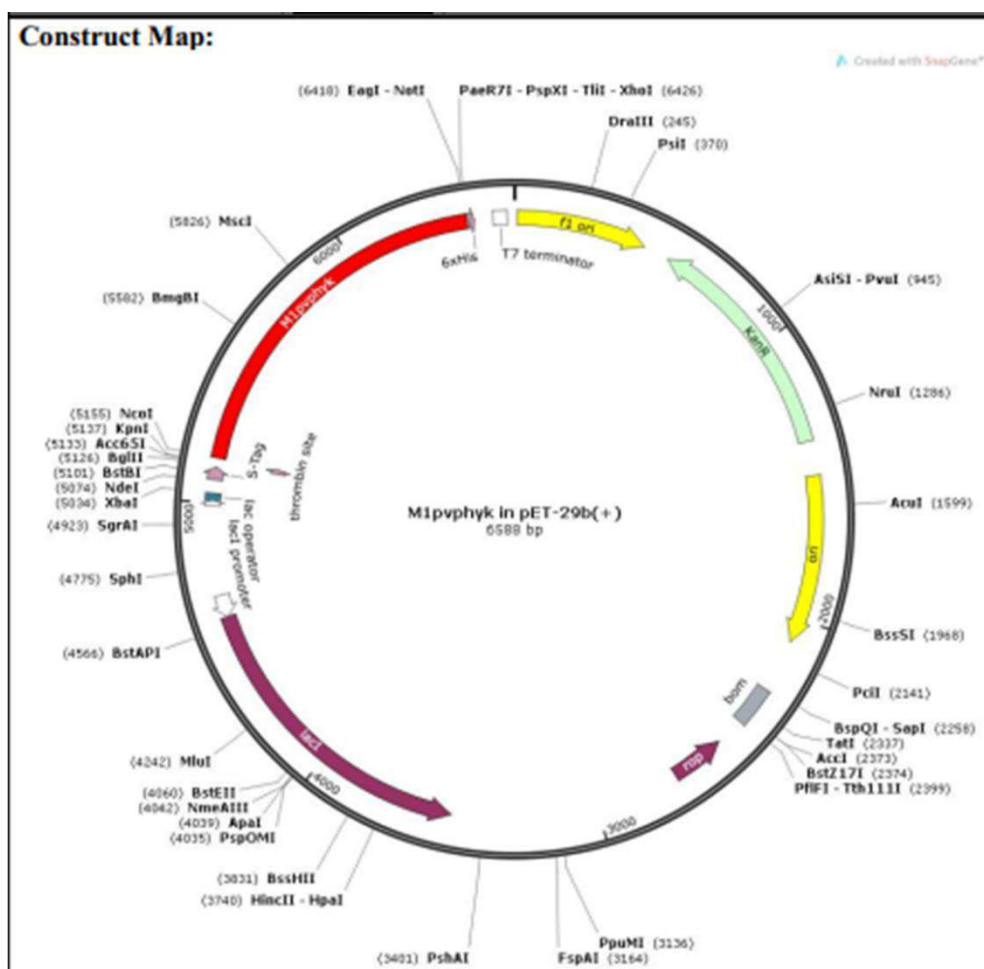 Construct Map:
Created with SnapGene®
(6418) EagI - NotI
PaeR7I - PspXI - TliI - XhoI (6426)
DraIII (245)
PsiI (370)
AsiSI - PvuI (945)
NruI (1286)
AcuI (1599)
BssSI (1968)
PciI (2141)
BspQI - SapI (2258)
TatI (2337)
AccI (2373)
BstZ17I (2374)
PflFI - Tth111I (2399)
PpuMI (3136)
FspAI (3164)
(3401) PshAI
(3740) HincII - HpaI
(3831) BssHII
(4035) PspOMI
(4039) ApaI
(4042) NmeAIII
(4060) BstEII
(4242) MluI
(4566) BstAPI
(4775) SphI
(4923) SgrAI
(5034) XbaI
(5074) NdeI
(5101) BstBI
(5126) BglII
(5133) Acc65I
(5137) KpnI
(5155) NcoI
(5582) BmgBI
(5826) MscI
6000
1000
2000
3000
4000
5000
M1pvphyk
6xHis
T7 terminator
f1 ori
KanR
ori
bom
rop
lacI
lacI promoter
lac operator
S-Tag
thrombin site
M1pvphyk in pET-29b(+)
6588 bp